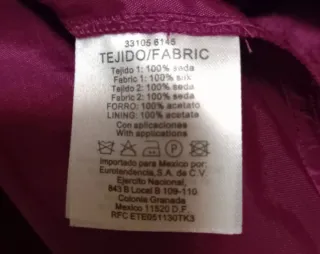 33105 6145
TEJIDO/FABRIC
Tejido 1: 100% seda
Fabric 1: 100% silk
Tejido 2: 100% seda
Fabric 2: 100% silk
FORRO: 100% acetato
LINING: 100% acetato
Con aplicaciones
With applications
P
Importado para Mexico por:
Eurotendencia, S.A. de C.V.
Ejercito Nacional,
843 B Local B 109-110
Colonia Granada
Mexico 11520 D.F.
RFC ETE051130TK3